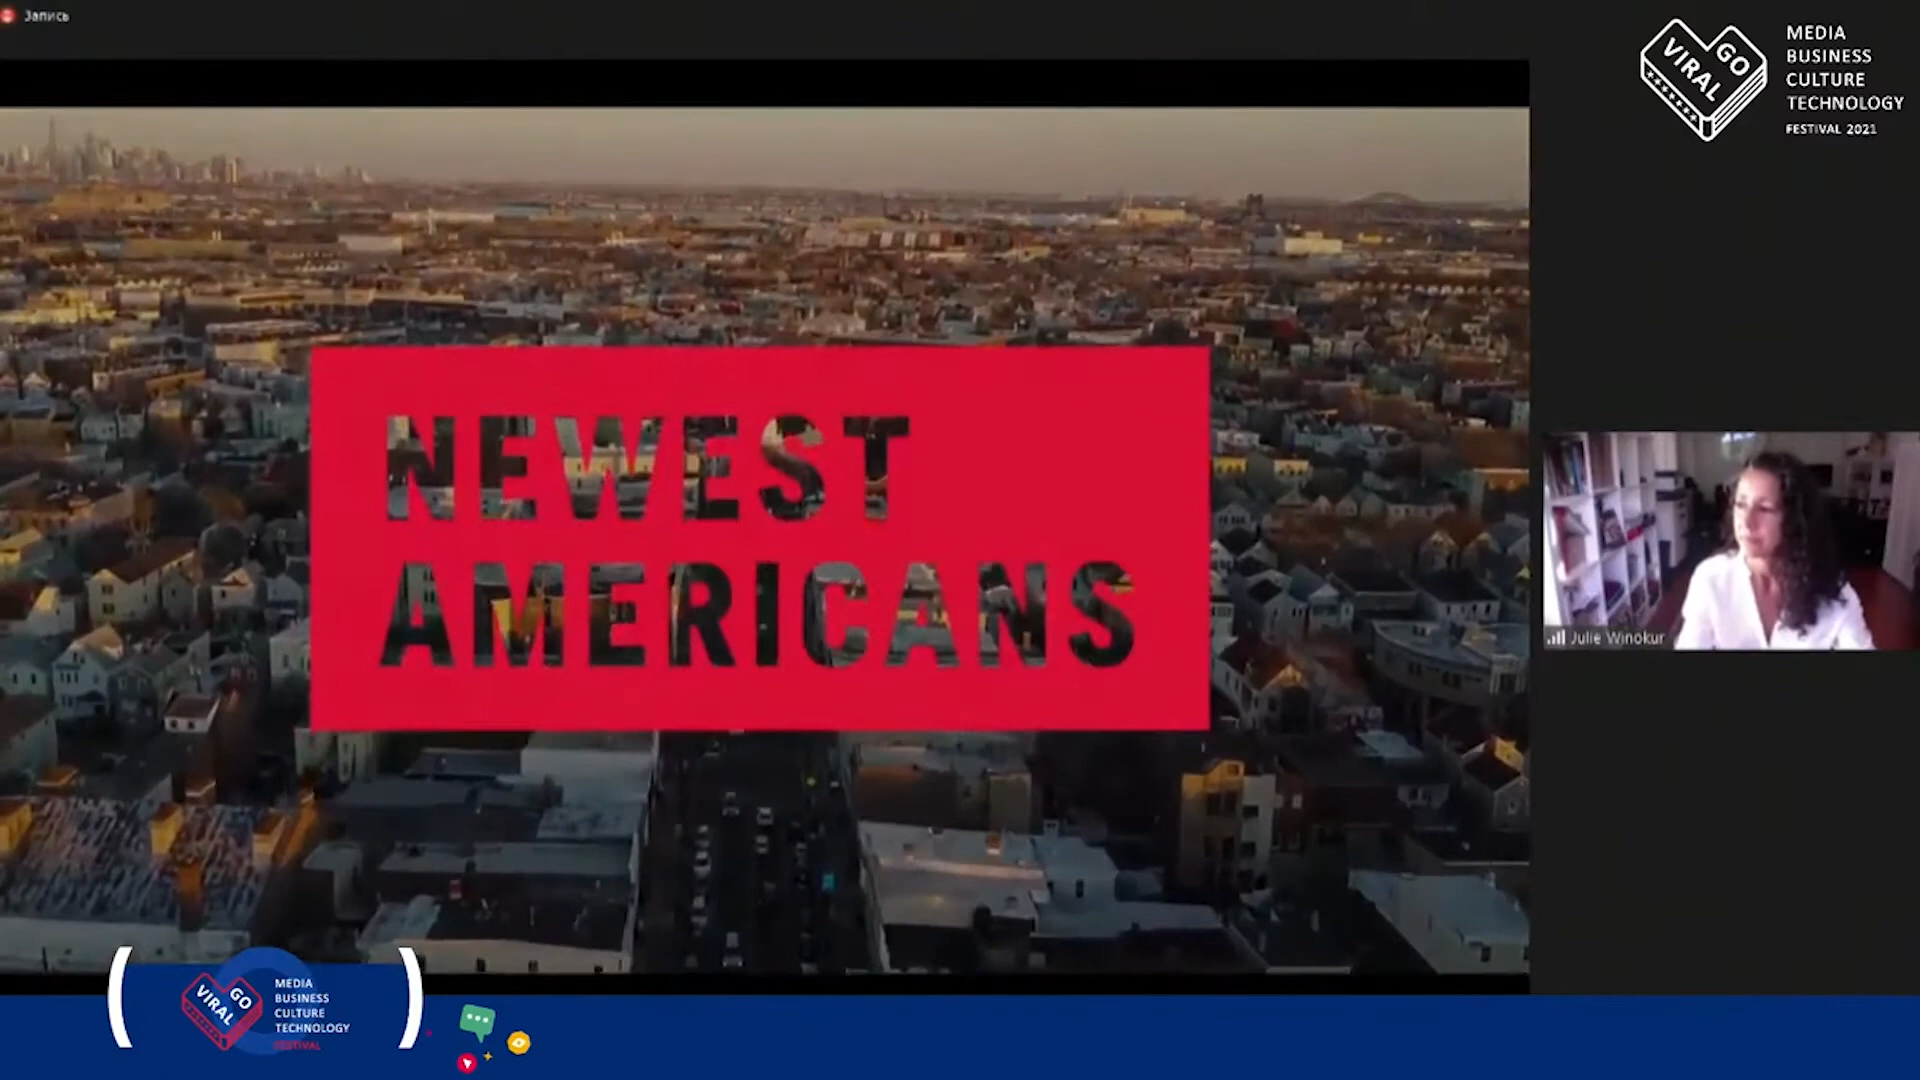 Запись
VIRAL GO
MEDIA
BUSINESS
CULTURE
TECHNOLOGY
FESTIVAL 2021
NEWEST
AMERICANS
Julie Winokur
VIRAL GO
MEDIA
BUSINESS
CULTURE
TECHNOLOGY
FESTIVAL